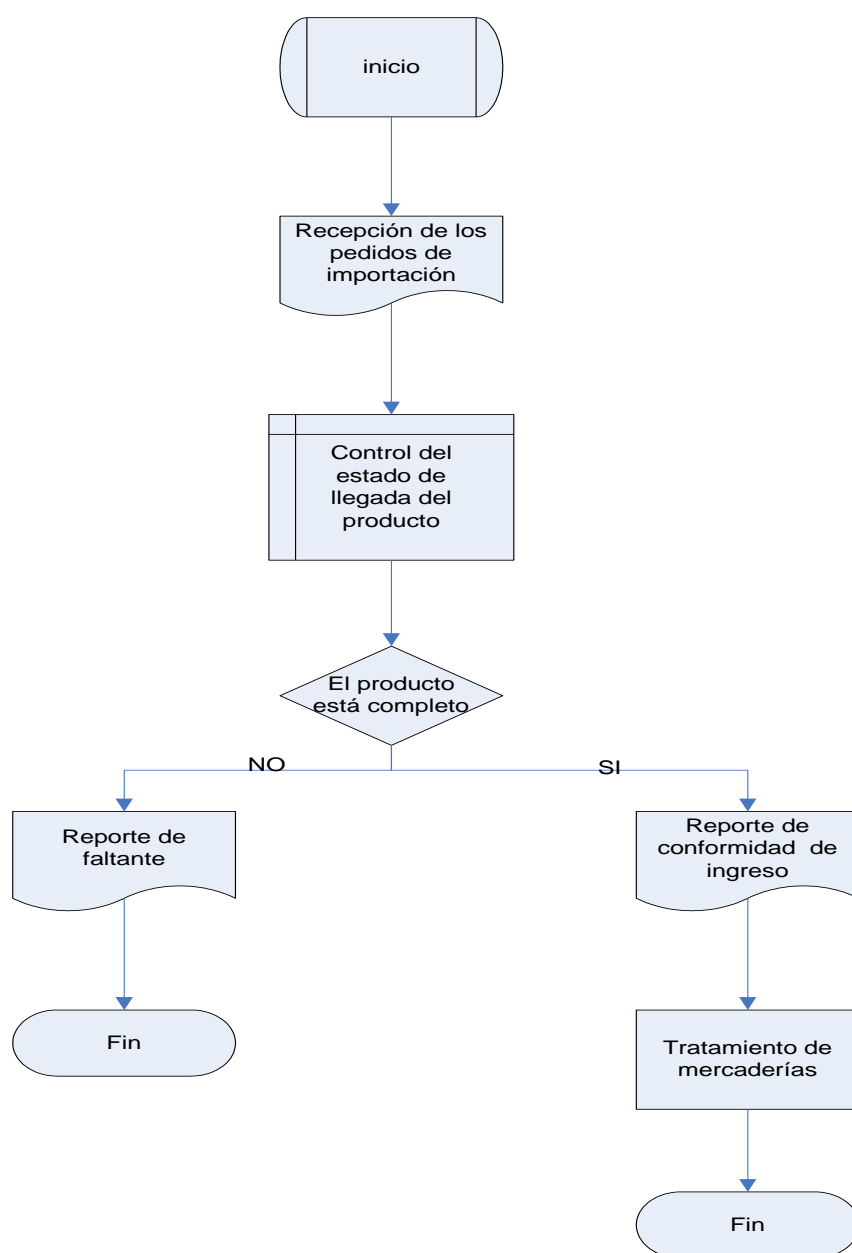 inicio
Recepción de los
pedidos de
importación
Control del
estado de
llegada del
producto
El producto
está completo
NO
SI
Reporte de
faltante
Reporte de
conformidad de
ingreso
Fin
Tratamiento de
mercaderías
Fin